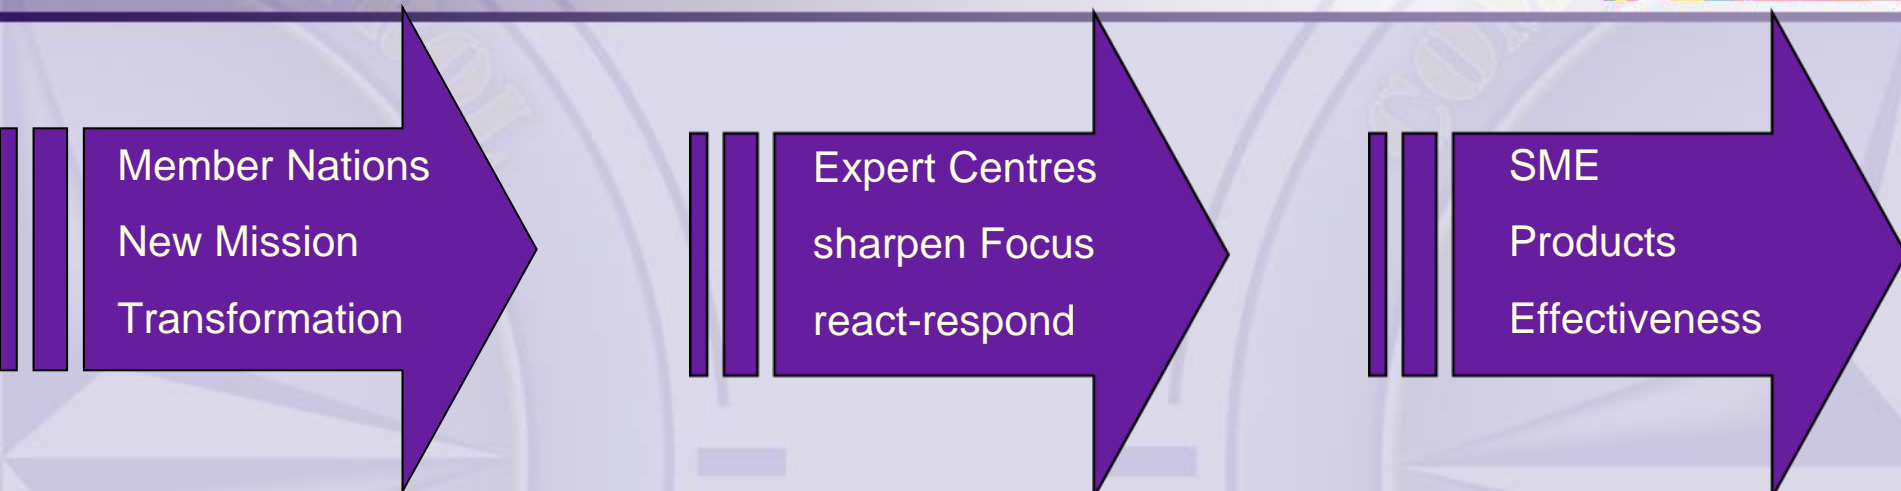 Member Nations
New Mission
Transformation
Expert Centres
sharpen Focus
react-respond
SME
Products
Effectiveness